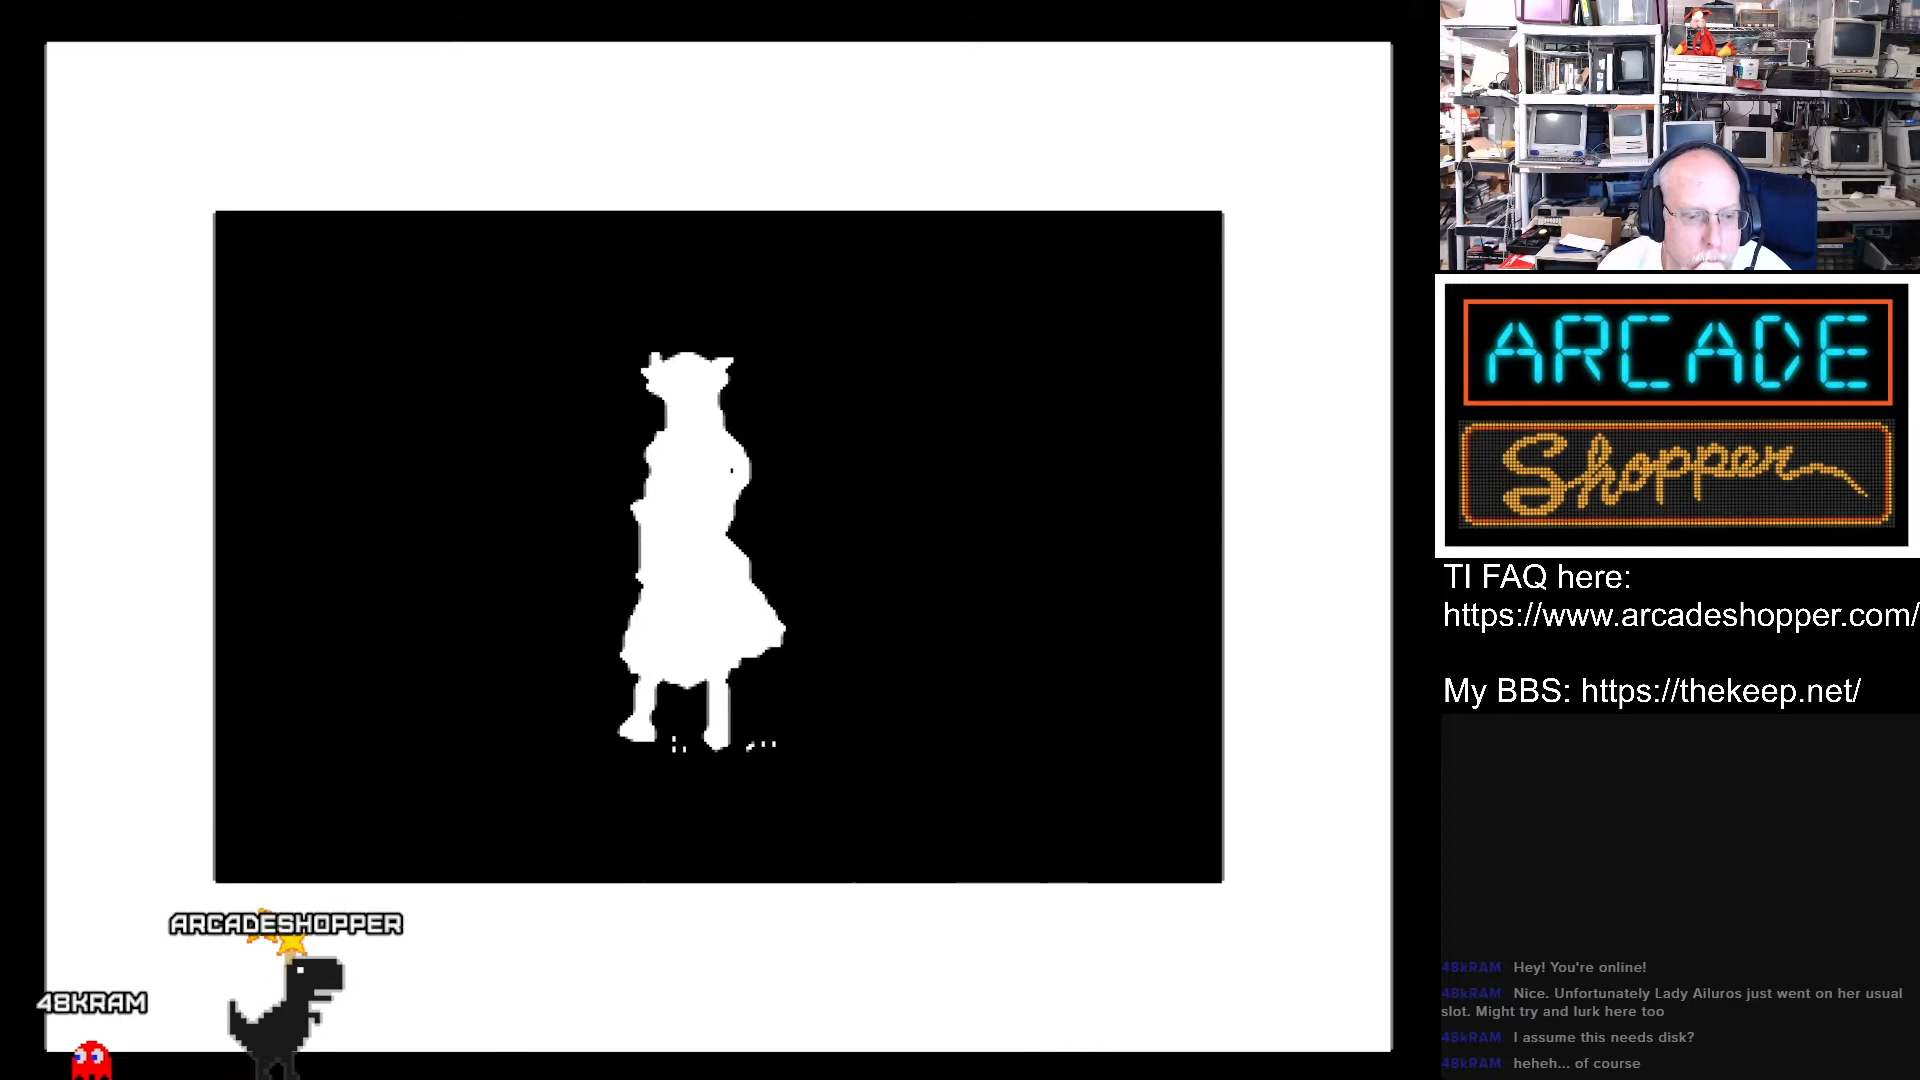 ARCADE
Shopper
TI FAQ here:
https://www.arcadeshopper.com/
My BBS: https://thekeep.net/
ARCADESHOPPER
48KRAM
48kRAM Hey! You're online!
48kRAM Nice. Unfortunately Lady Ailuros just went on her usual
slot. Might try and lurk here too
48kRAM I assume this needs disk?
48kRAM heheh... of course